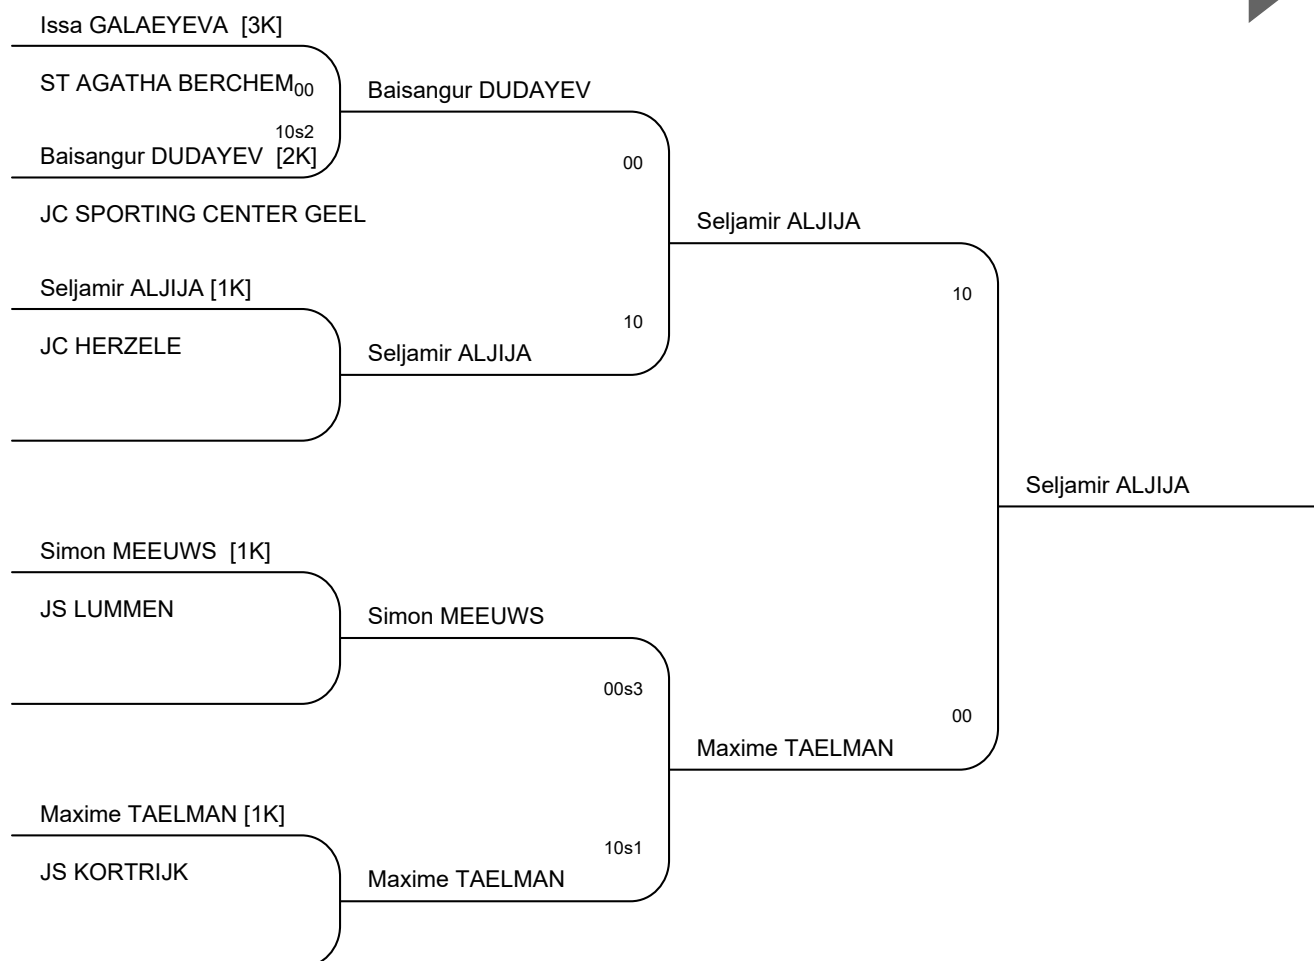 Issa GALAEYEVA [3K]
ST AGATHA BERCHEM
00
Baisangur DUDAYEV
10s2
Baisangur DUDAYEV [2K]
00
JC SPORTING CENTER GEEL
Seljamir ALJIJA
Seljamir ALJIJA [1K]
10
10
JC HERZELE
Seljamir ALJIJA
Seljamir ALJIJA
Simon MEEUWS [1K]
JS LUMMEN
Simon MEEUWS
00s3
00
Maxime TAELMAN
Maxime TAELMAN [1K]
10s1
JS KORTRIJK
Maxime TAELMAN